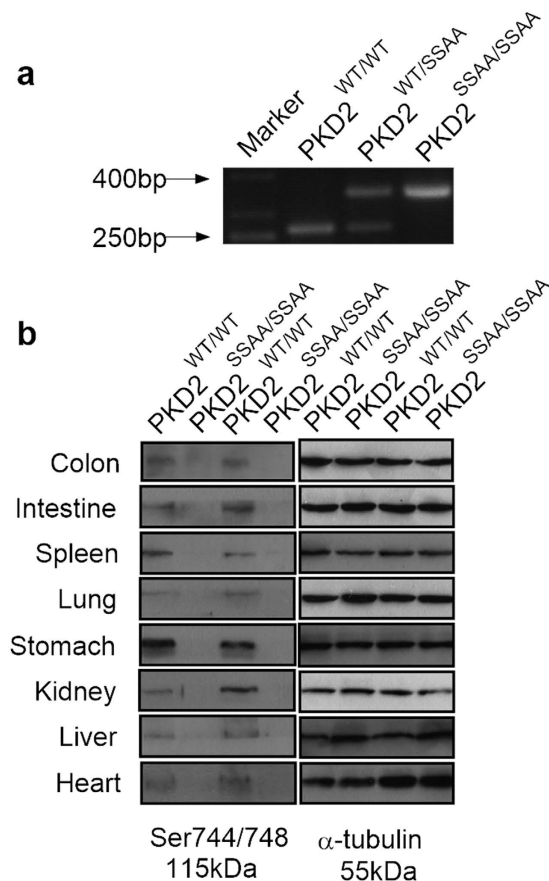 a
Marker
PKD2 WT/WT
PKD2 WT/SSAA
PKD2 SSAA/SSAA
400bp
250bp
b
PKD2 WT/WT
PKD2 SSAA/SSAA
PKD2 WT/WT
PKD2 SSAA/SSAA
PKD2 WT/WT
PKD2 SSAA/SSAA
PKD2 WT/WT
PKD2 SSAA/SSAA
Colon
Intestine
Spleen
Lung
Stomach
Kidney
Liver
Heart
Ser744/748
115kDa
α-tubulin
55kDa